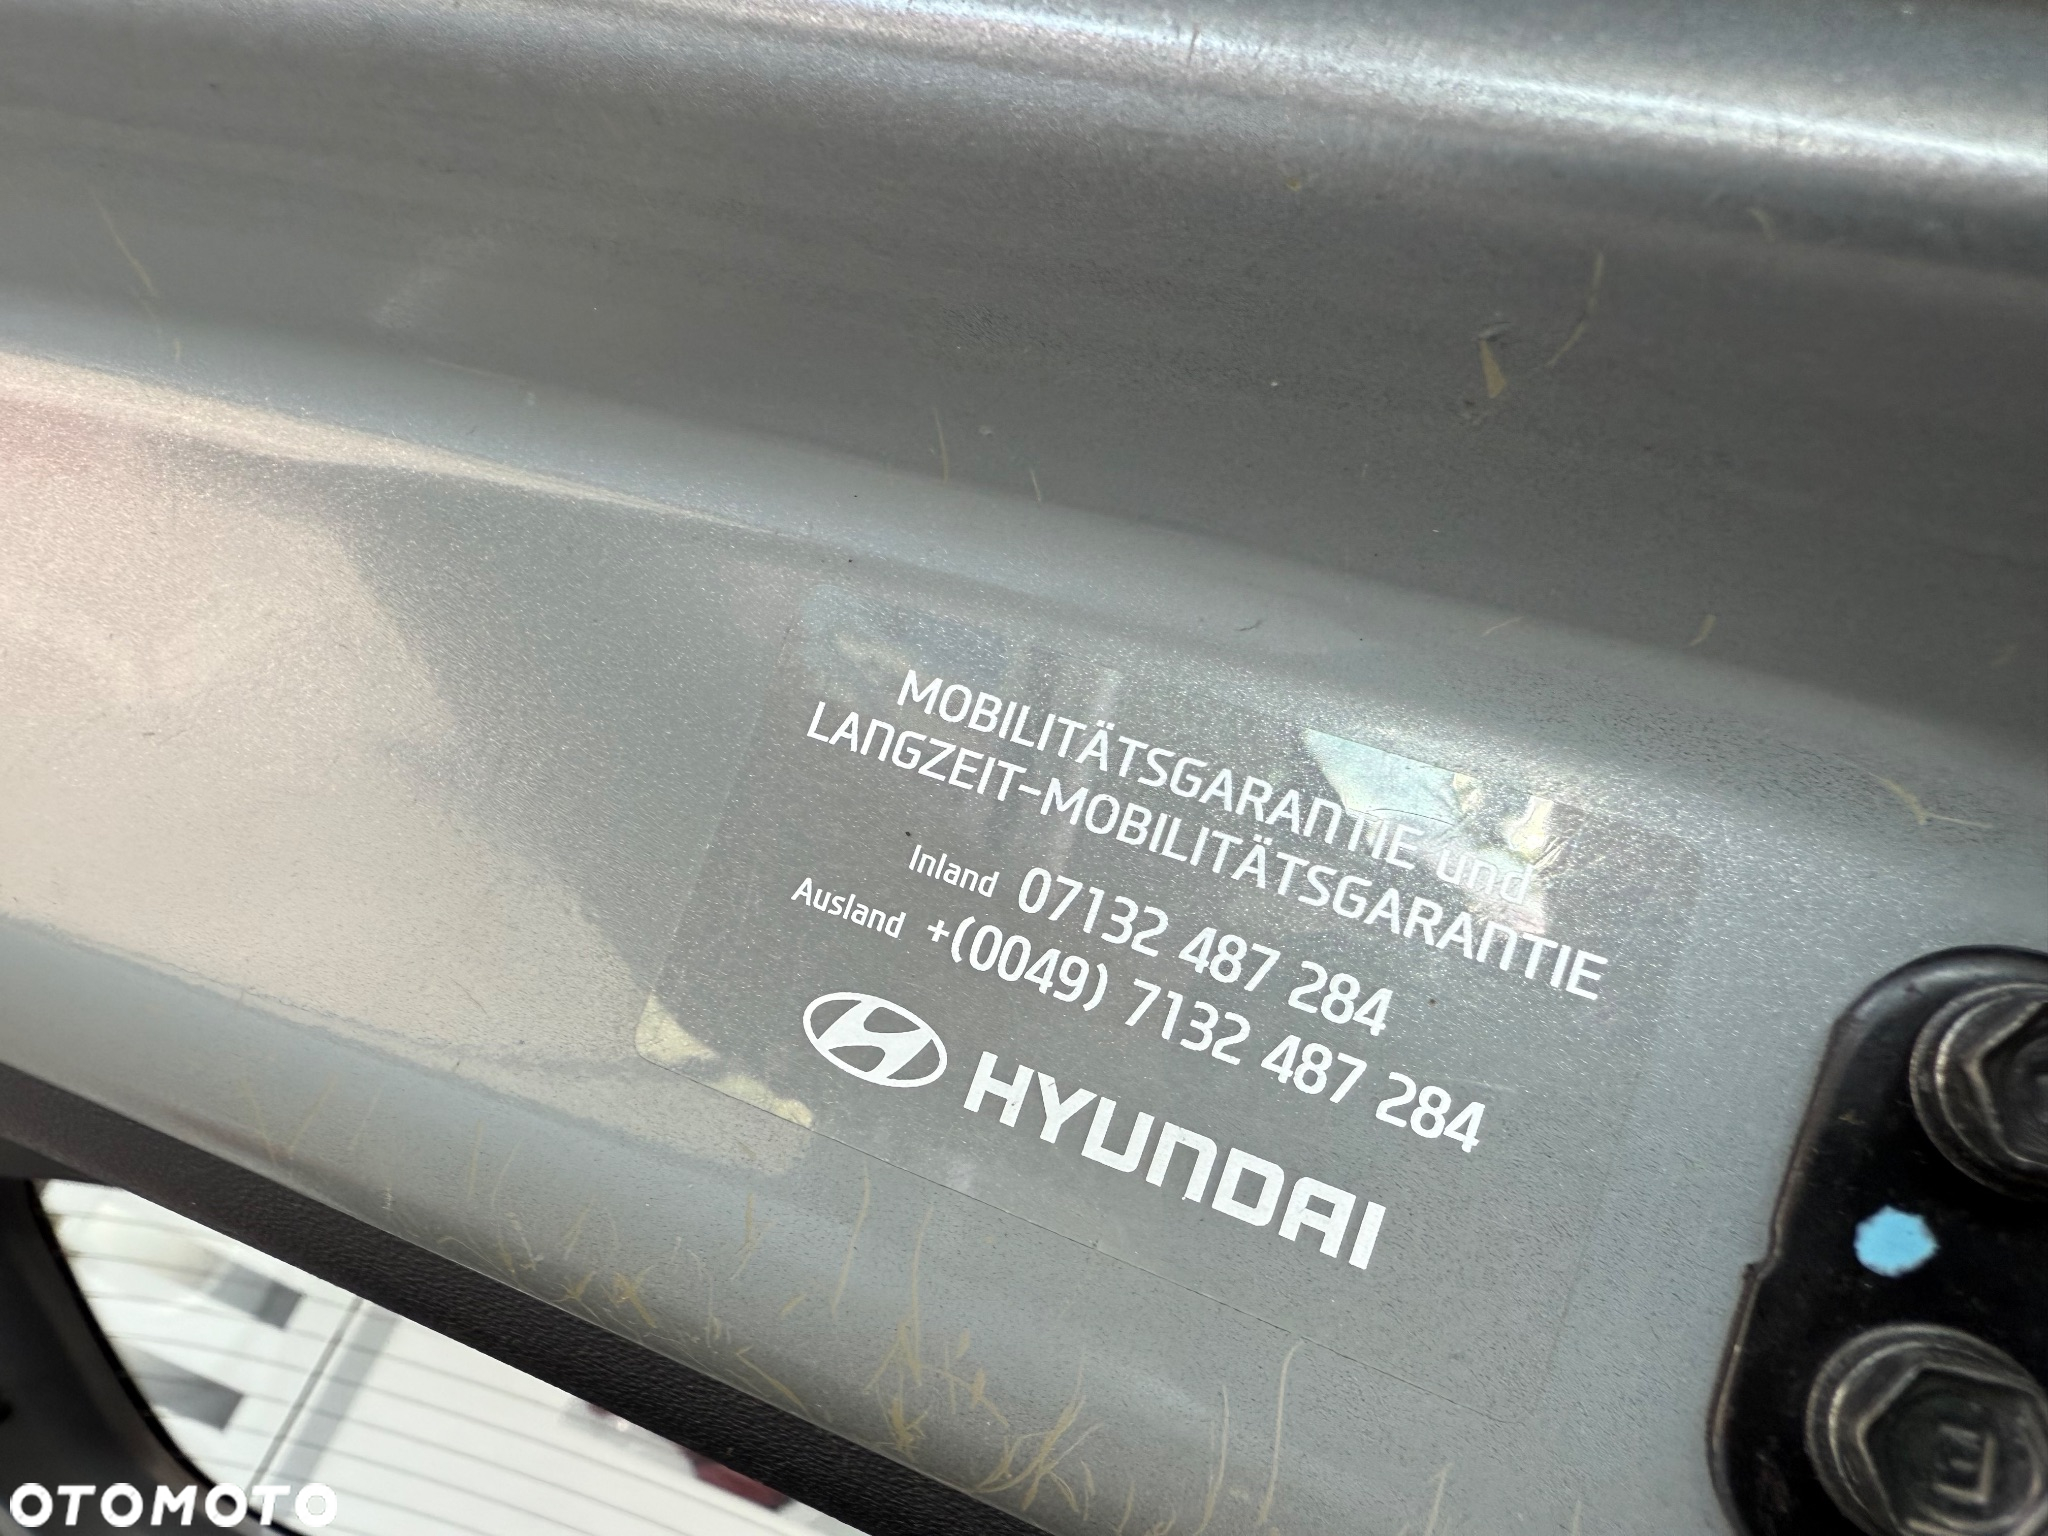 MOBILITÄTSGARANTIE und
LANGZEIT-MOBILITÄTSGARANTIE
Inland 07132 487 284
Ausland +(0049) 7132 487 284
HYUNDAI
OTOMOTO